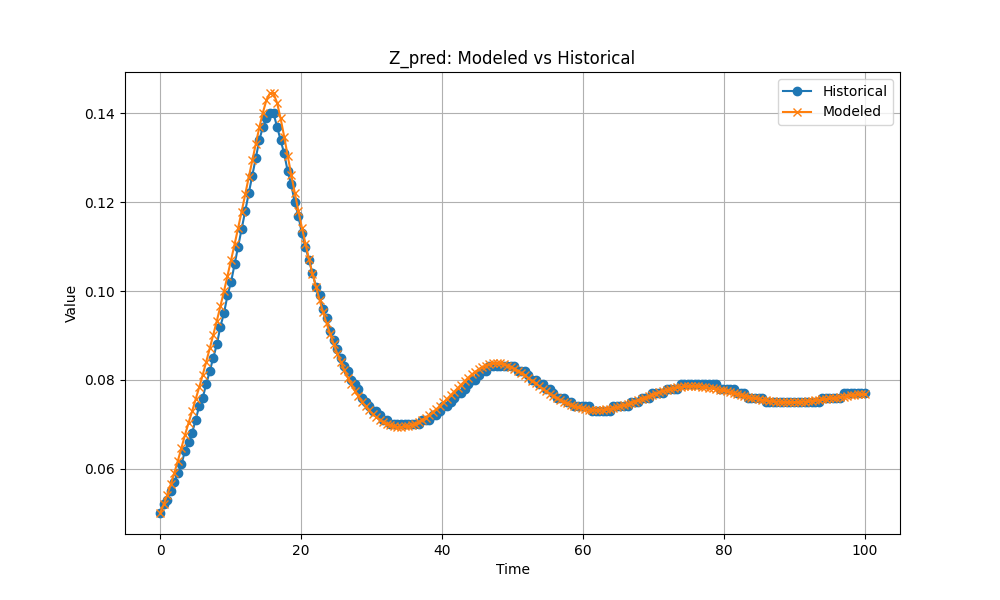 Z_pred: Modeled vs Historical
Historical
Modeled
Value
0.14
0.12
0.10
0.08
0.06
0
20
40
60
80
100
Time